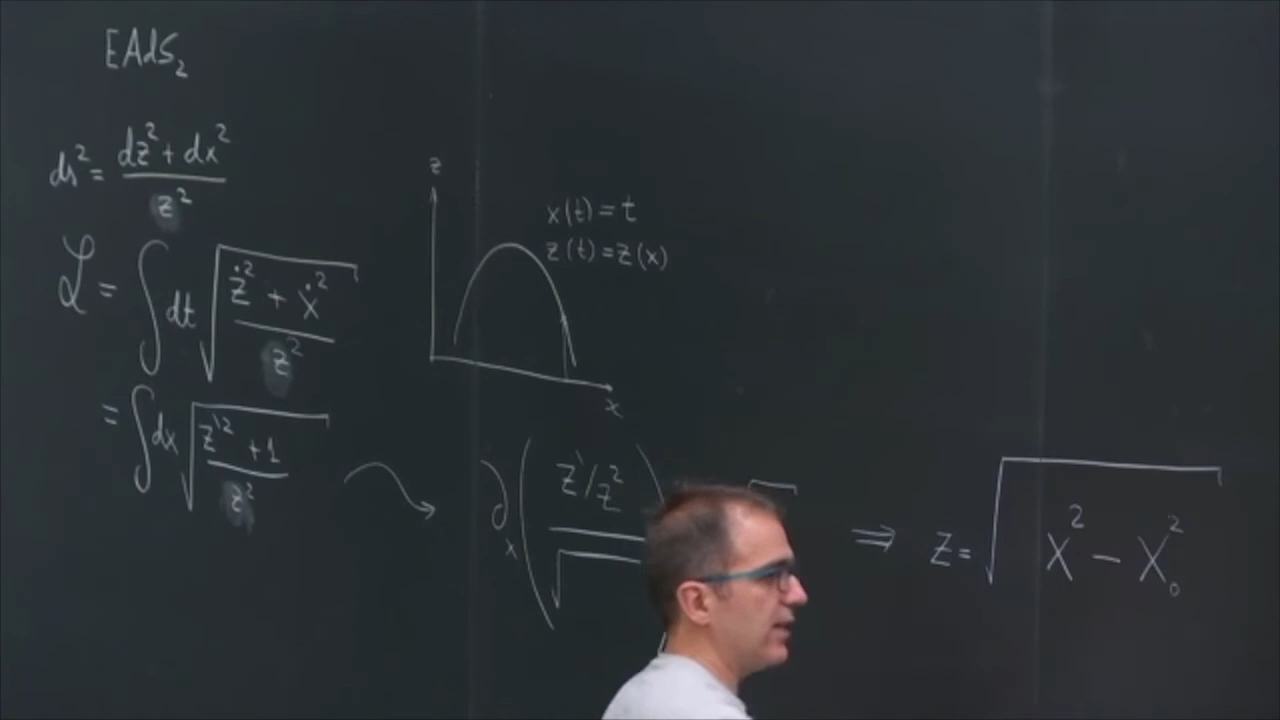 EAdS₂
ds² = (dz² + dx²) / z²
ℒ = ∫ dt √((ż² + ẋ²) / z²)
= ∫ dx √((z'² + 1) / z²)
z
x(t) = t
z(t) = z(x)
x
∂ₓ ( (z'/z²) / √
⇒ z = √(x² − x₀²)